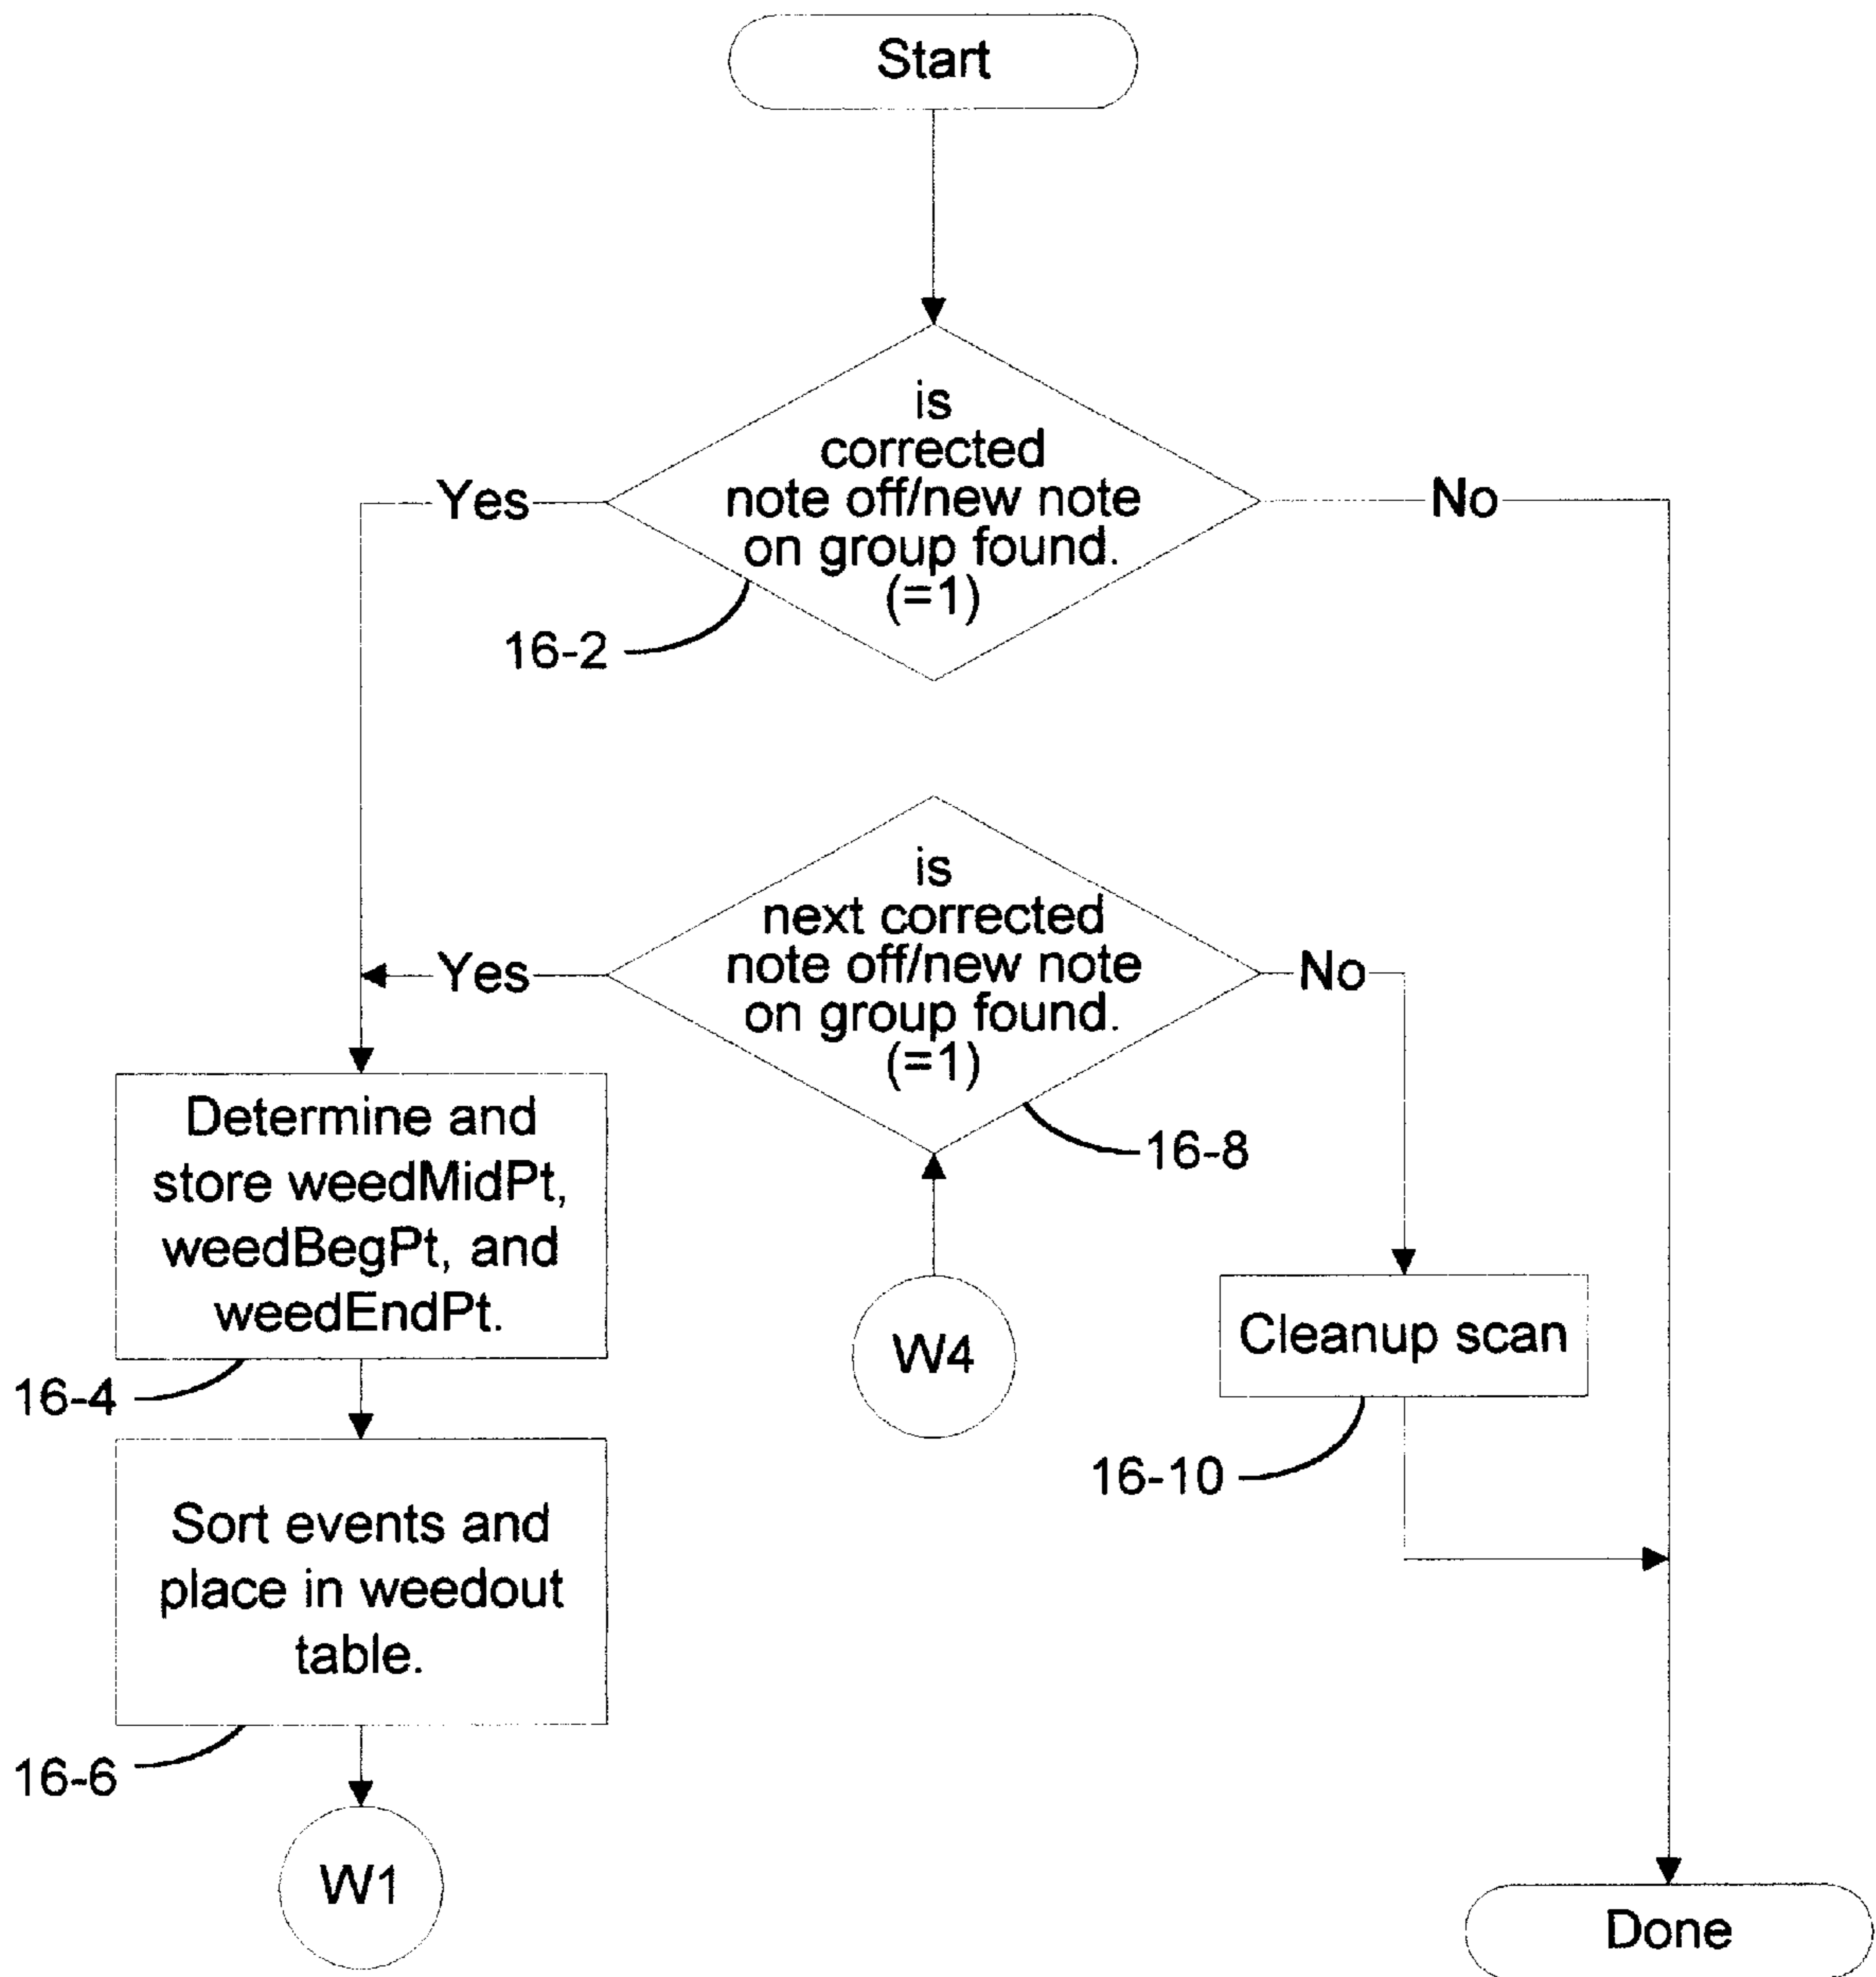 Start
is
corrected
note off/new note
on group found.
(=1)
Yes
No
16-2
is
next corrected
note off/new note
on group found.
(=1)
Yes
No
16-8
Determine and
store weedMidPt,
weedBegPt, and
weedEndPt.
16-4
W4
Cleanup scan
16-10
Sort events and
place in weedout
table.
16-6
W1
Done